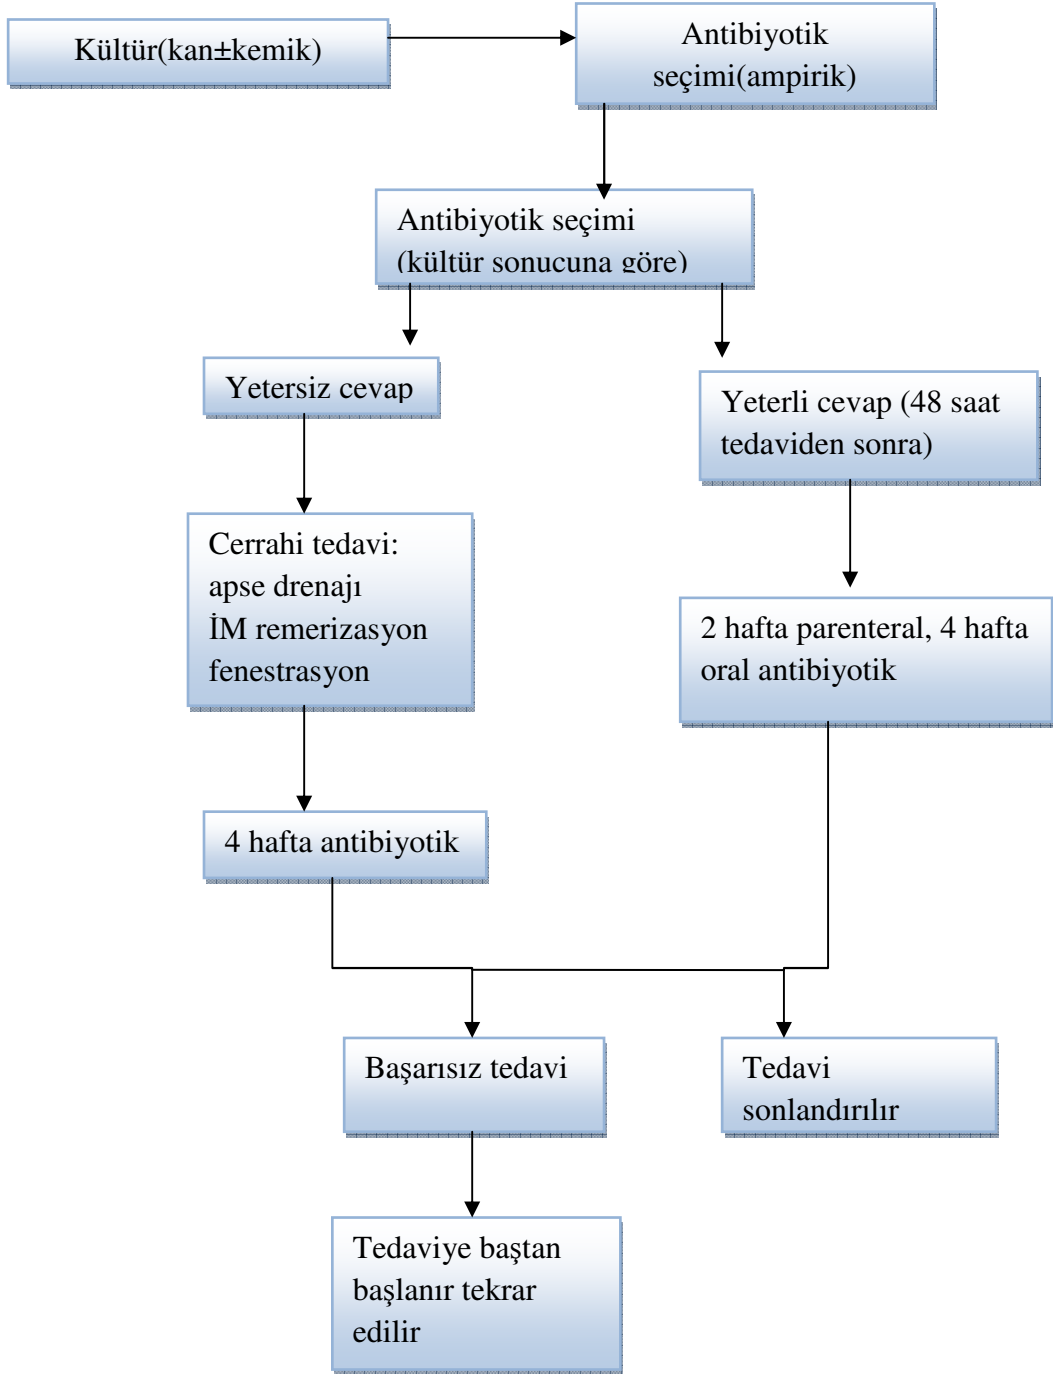 Kültür(kan±kemik)
Antibiyotik
seçimi(ampirik)
Antibiyotik seçimi
(kültür sonucuna göre)
Yetersiz cevap
Yeterli cevap (48 saat
tedaviden sonra)
Cerrahi tedavi:
apse drenajı
İM remerizasyon
fenestrasyon
2 hafta parenteral, 4 hafta
oral antibiyotik
4 hafta antibiyotik
Başarısız tedavi
Tedavi
sonlandırılır
Tedaviye baştan
başlanır tekrar
edilir